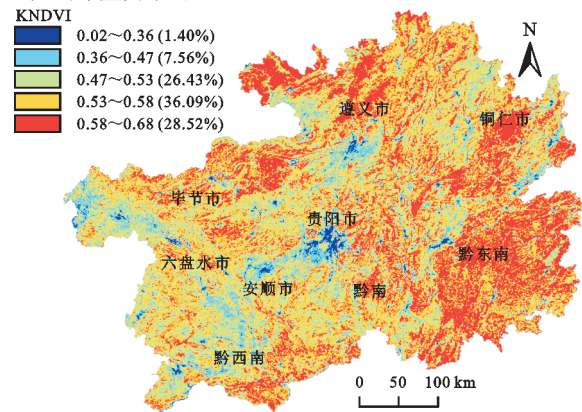 KNDVI
0.02～0.36 (1.40%)
0.36～0.47 (7.56%)
0.47～0.53 (26.43%)
0.53～0.58 (36.09%)
0.58～0.68 (28.52%)
N
遵义市
铜仁市
毕节市
贵阳市
六盘水市
黔东南
安顺市
黔南
黔西南
0 50 100 km